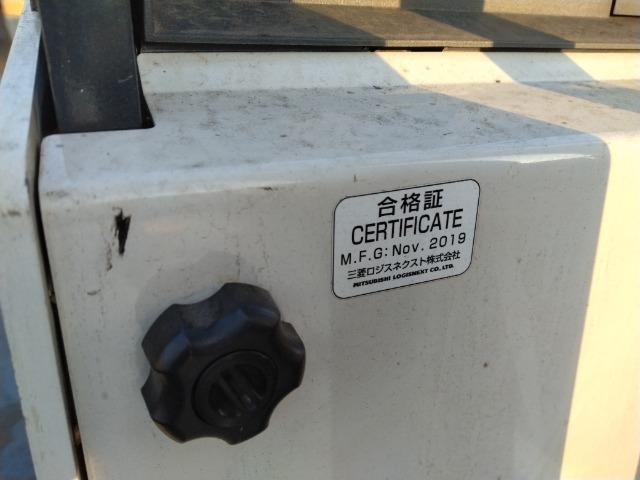 合格証
CERTIFICATE
M.F.G: Nov. 2019
三菱ロジスネクスト株式会社
MITSUBISHI LOGISNEXT CO., LTD.